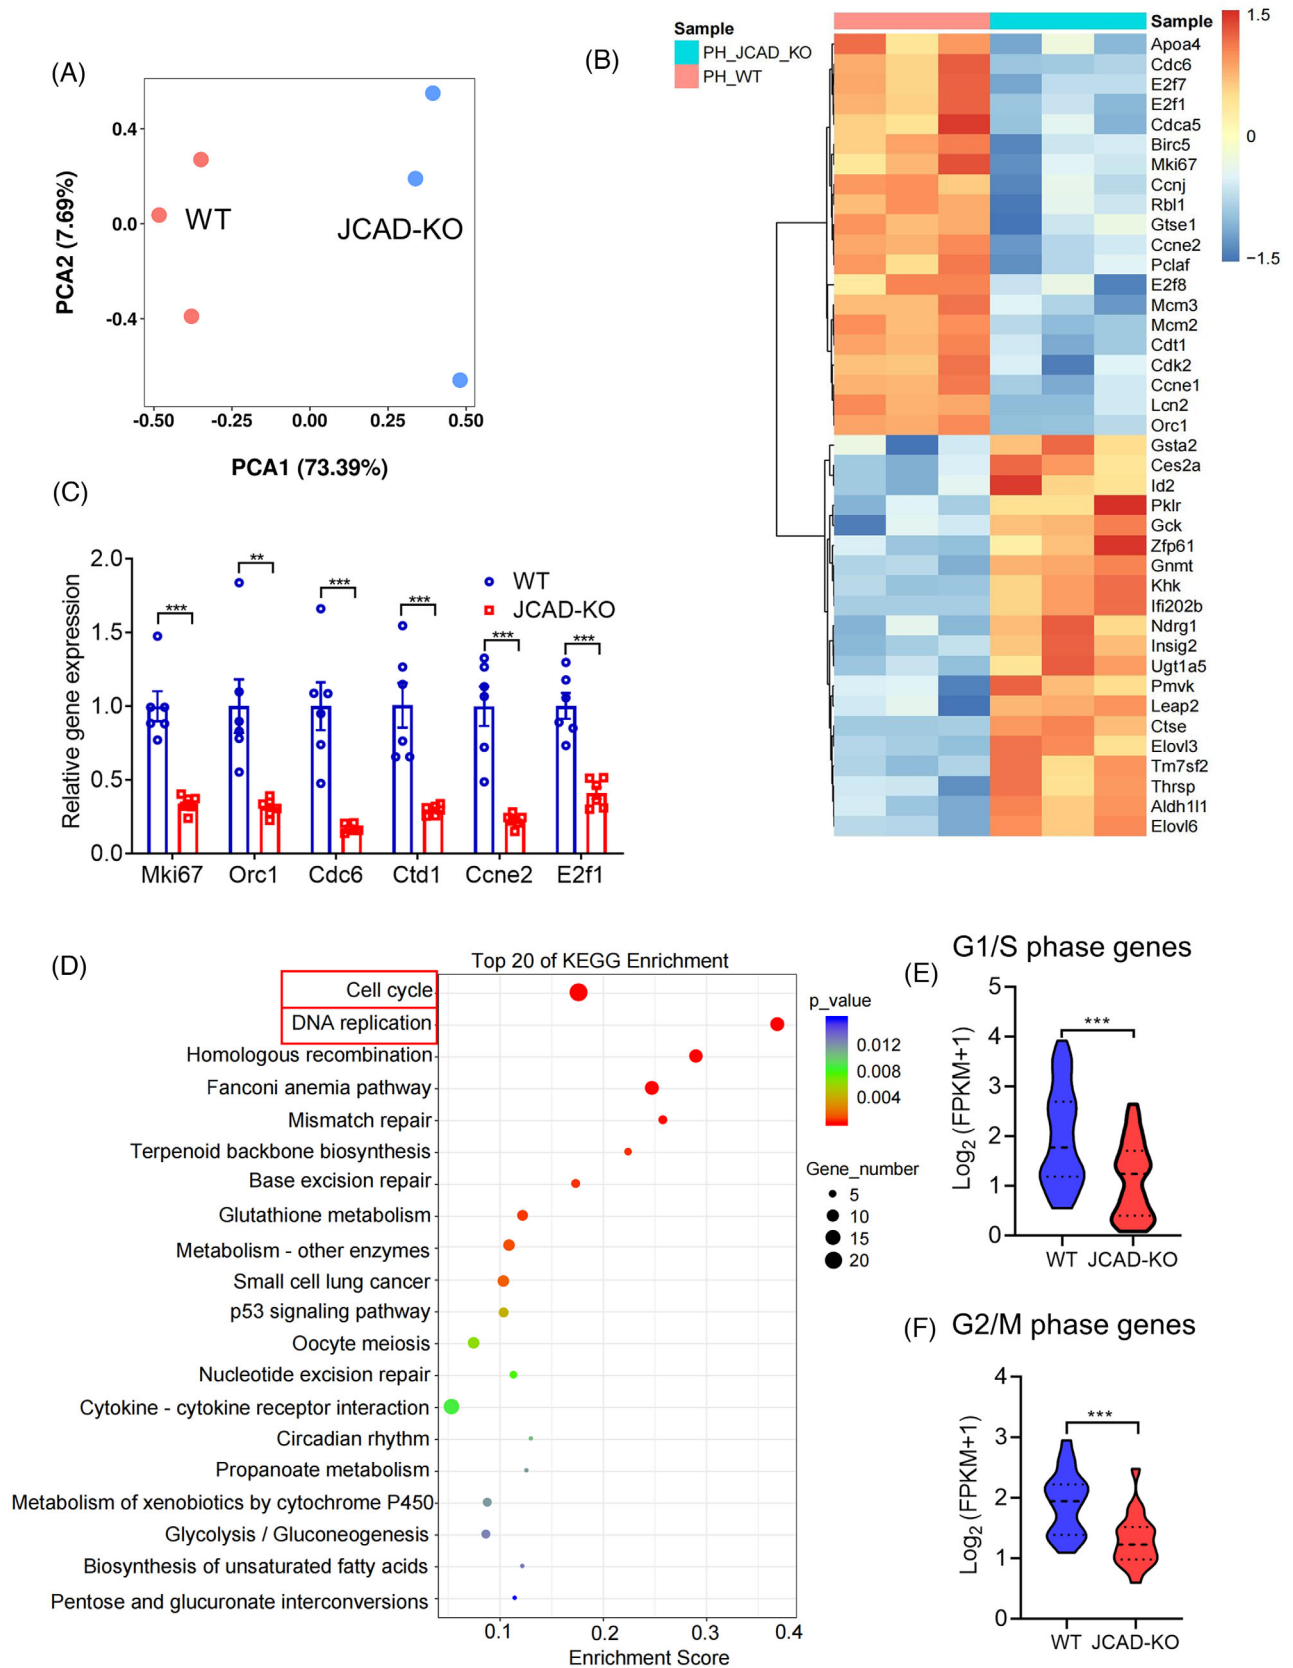 (A)
PCA2 (7.69%)
0.4
0.0
-0.4
WT
JCAD-KO
-0.50
-0.25
0.00
0.25
0.50
PCA1 (73.39%)
(B)
Sample
PH_JCAD_KO
PH_WT
Sample
Apoa4
Cdc6
E2f7
E2f1
Cdca5
Birc5
Mki67
Ccnj
Rbl1
Gtse1
Ccne2
Pclaf
E2f8
Mcm3
Mcm2
Cdt1
Cdk2
Ccne1
Lcn2
Orc1
Gsta2
Ces2a
Id2
Pklr
Gck
Zfp61
Gnmt
Khk
Ifi202b
Ndrg1
Insig2
Ugt1a5
Pmvk
Leap2
Ctse
Elovl3
Tm7sf2
Thrsp
Aldh1l1
Elovl6
1.5
0
−1.5
(C)
Relative gene expression
2.0
1.5
1.0
0.5
0.0
***
**
***
***
***
***
WT
JCAD-KO
Mki67
Orc1
Cdc6
Ctd1
Ccne2
E2f1
(D)
Top 20 of KEGG Enrichment
Cell cycle
DNA replication
Homologous recombination
Fanconi anemia pathway
Mismatch repair
Terpenoid backbone biosynthesis
Base excision repair
Glutathione metabolism
Metabolism - other enzymes
Small cell lung cancer
p53 signaling pathway
Oocyte meiosis
Nucleotide excision repair
Cytokine - cytokine receptor interaction
Circadian rhythm
Propanoate metabolism
Metabolism of xenobiotics by cytochrome P450
Glycolysis / Gluconeogenesis
Biosynthesis of unsaturated fatty acids
Pentose and glucuronate interconversions
0.1
0.2
0.3
0.4
Enrichment Score
p_value
0.012
0.008
0.004
Gene_number
5
10
15
20
(E)
G1/S phase genes
Log2 (FPKM+1)
5
4
3
2
1
0
***
WT
JCAD-KO
(F)
G2/M phase genes
Log2 (FPKM+1)
4
3
2
1
0
***
WT
JCAD-KO